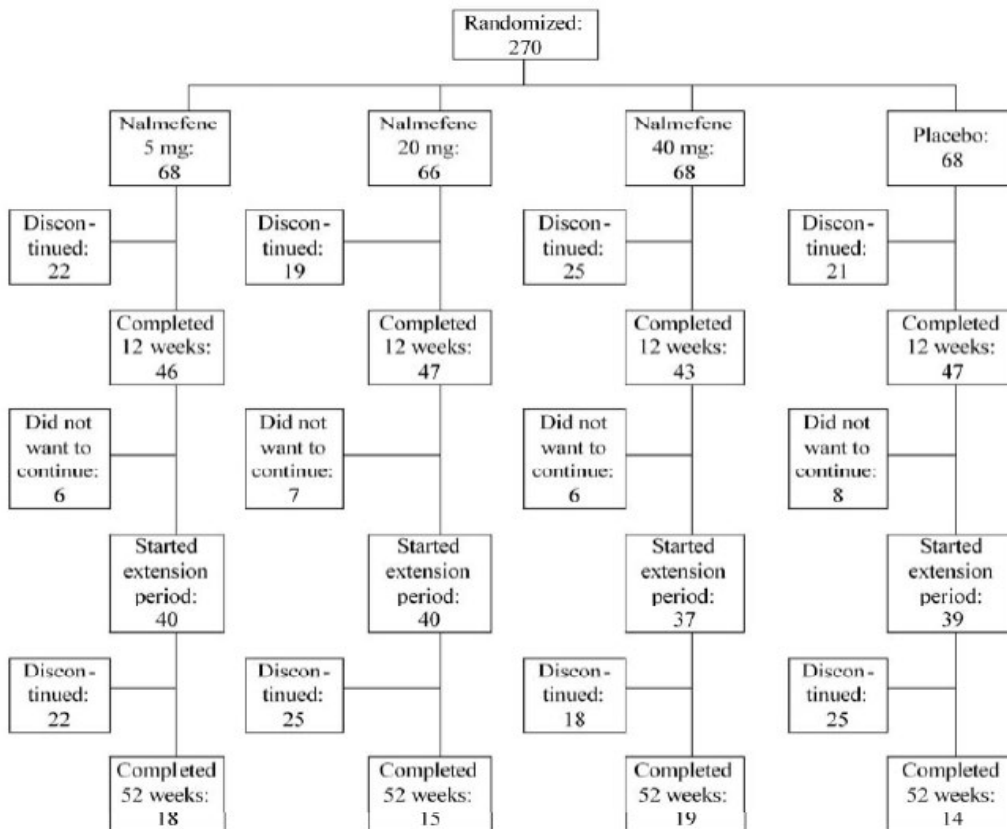 Randomized:
270
Nalmefene
5 mg:
68
Nalmefene
20 mg:
66
Nalmefene
40 mg:
68
Placebo:
68
Discon-
tinued:
22
Discon-
tinued:
19
Discon-
tinued:
25
Discon-
tinued:
21
Completed
12 weeks:
46
Completed
12 weeks:
47
Completed
12 weeks:
43
Completed
12 weeks:
47
Did not
want to
continue:
6
Did not
want to
continue:
7
Did not
want to
continue:
6
Did not
want to
continue:
8
Started
extension
period:
40
Started
extension
period:
40
Started
extension
period:
37
Started
extension
period:
39
Discon-
tinued:
22
Discon-
tinued:
25
Discon-
tinued:
18
Discon-
tinued:
25
Completed
52 weeks:
18
Completed
52 weeks:
15
Completed
52 weeks:
19
Completed
52 weeks:
14